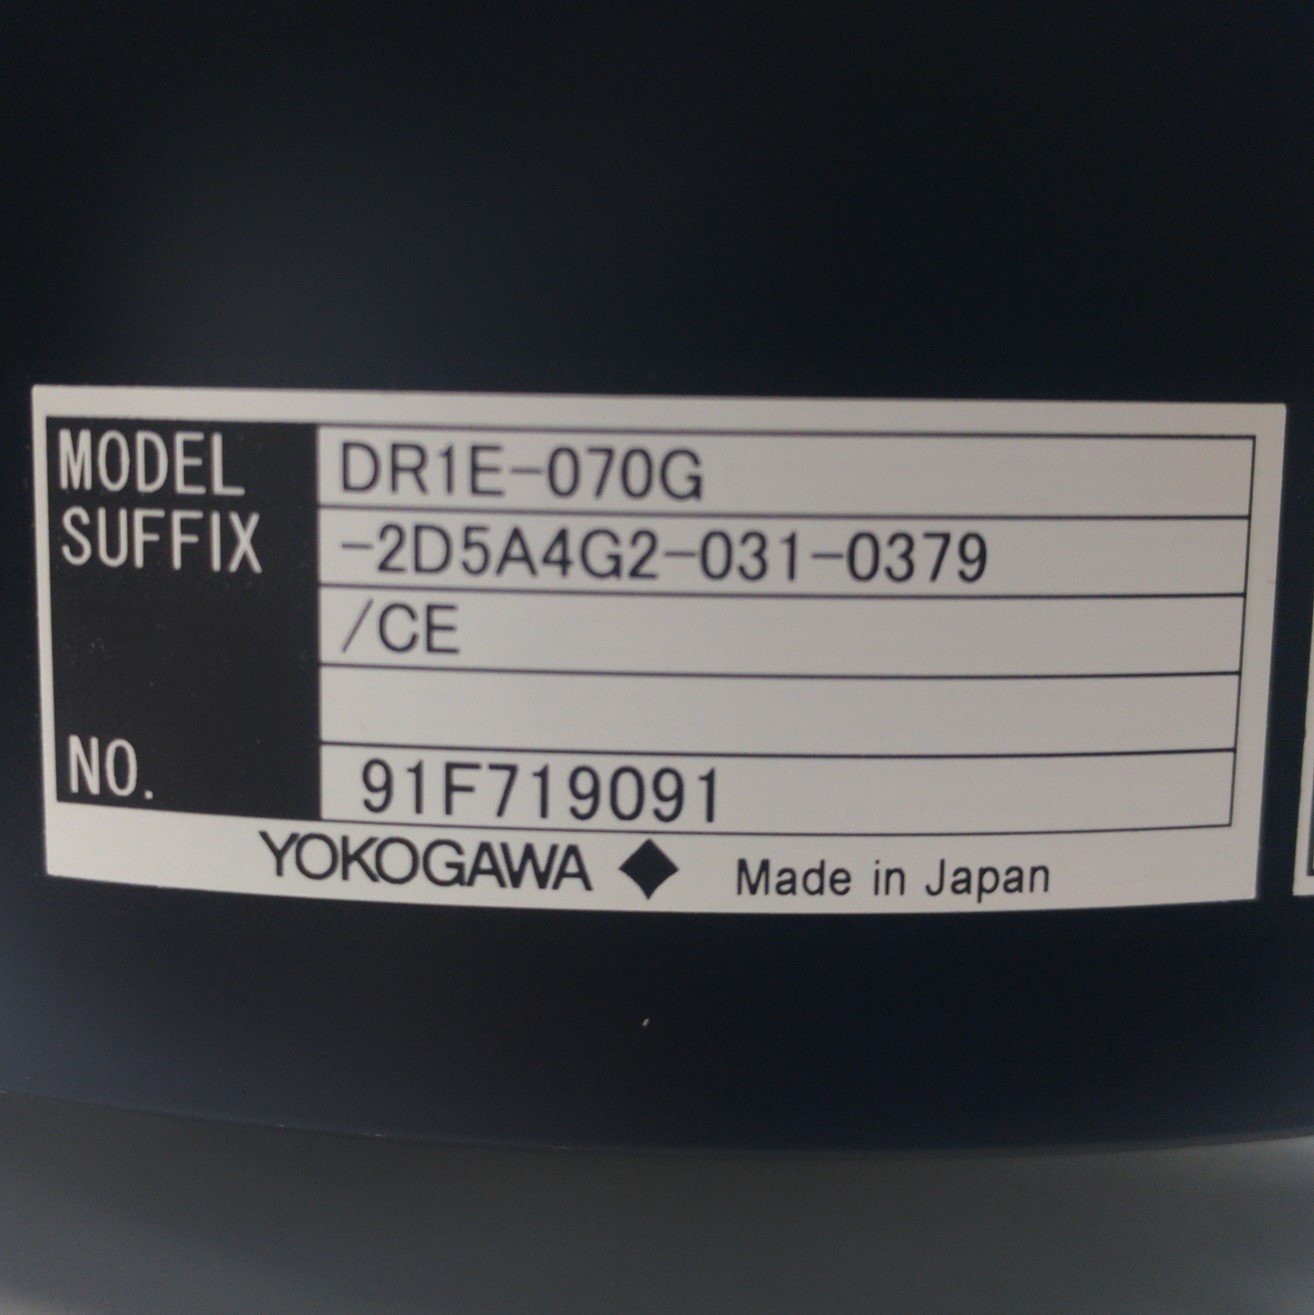 MODEL DR1E-070G
SUFFIX -2D5A4G2-031-0379
/CE
NO. 91F719091
YOKOGAWA Made in Japan